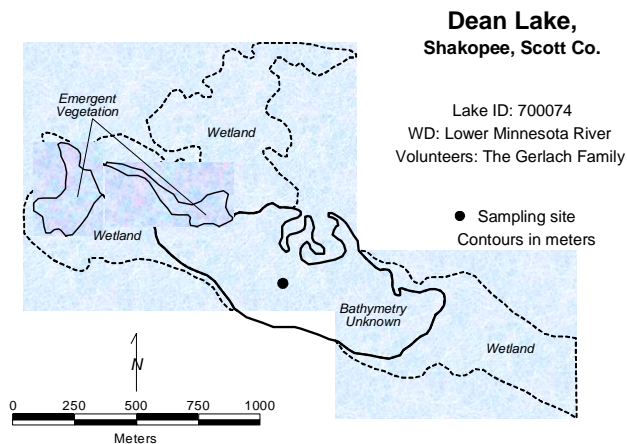 Dean Lake,
Shakopee, Scott Co.
Lake ID: 700074
WD: Lower Minnesota River
Volunteers: The Gerlach Family
Sampling site
Contours in meters
Emergent
Vegetation
Wetland
Wetland
Bathymetry
Unknown
Wetland
N
0 250 500 750 1000
Meters